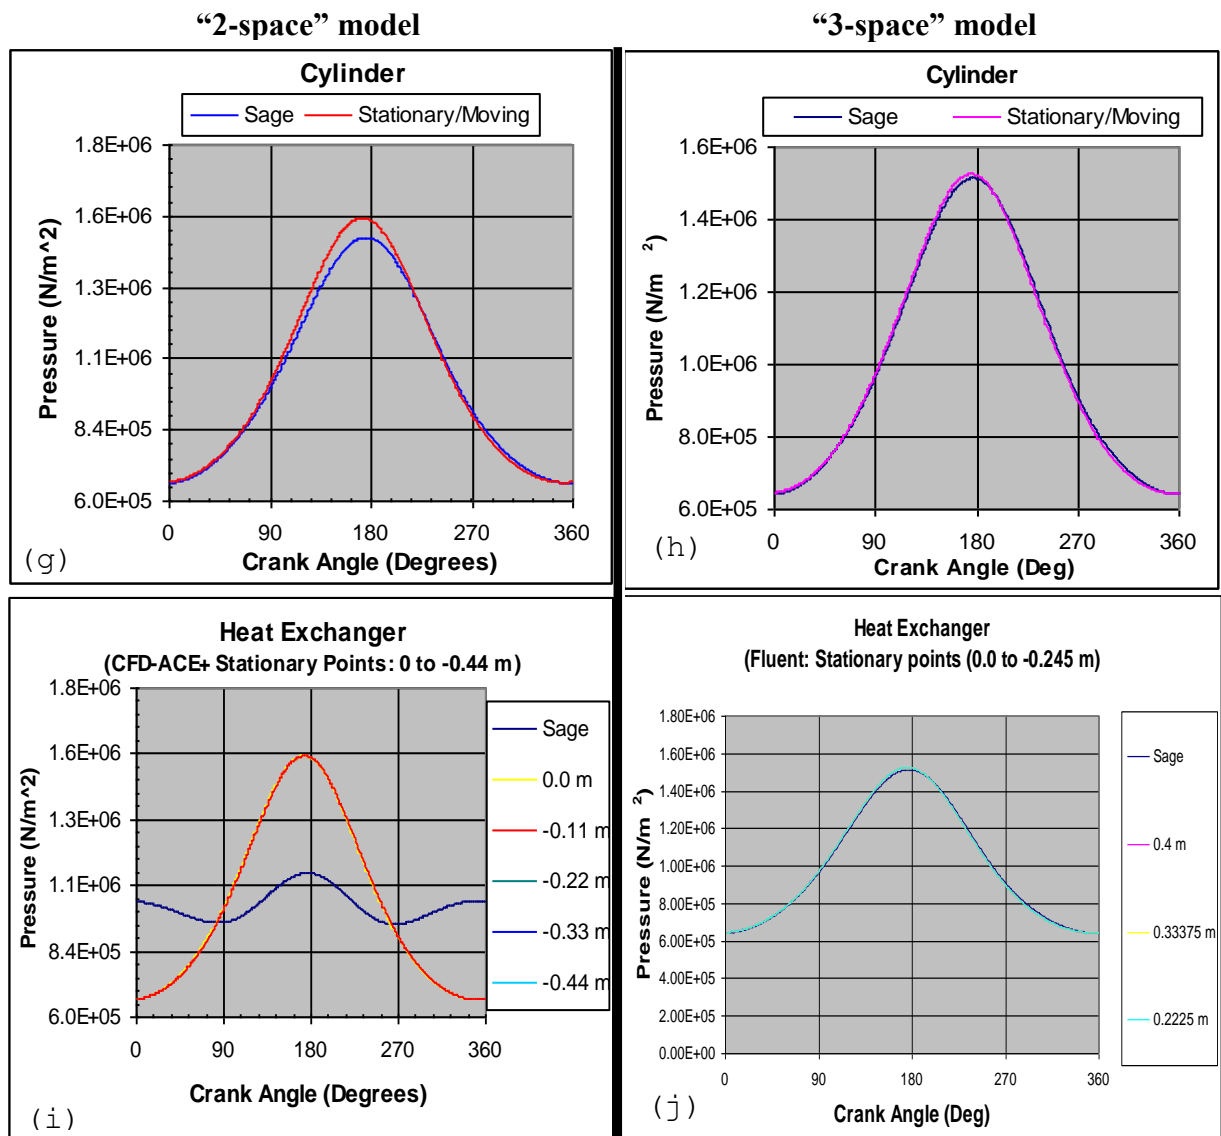 “2-space” model
“3-space” model
Cylinder
Sage Stationary/Moving
1.8E+06
1.6E+06
1.3E+06
1.1E+06
8.4E+05
6.0E+05
Pressure (N/m^2)
0 90 180 270 360
Crank Angle (Degrees)
(g)
Cylinder
Sage Stationary/Moving
1.6E+06
1.4E+06
1.2E+06
1.0E+06
8.0E+05
6.0E+05
Pressure (N/m 2)
0 90 180 270 360
Crank Angle (Deg)
(h)
Heat Exchanger
(CFD-ACE+ Stationary Points: 0 to -0.44 m)
1.8E+06
1.6E+06
1.3E+06
1.1E+06
8.4E+05
6.0E+05
Pressure (N/m^2)
0 90 180 270 360
Crank Angle (Degrees)
Sage
0.0 m
-0.11 m
-0.22 m
-0.33 m
-0.44 m
(i)
Heat Exchanger
(Fluent: Stationary points (0.0 to -0.245 m)
1.80E+06
1.60E+06
1.40E+06
1.20E+06
1.00E+06
8.00E+05
6.00E+05
4.00E+05
2.00E+05
0.00E+00
Pressure (N/m 2)
0 90 180 270 360
Crank Angle (Deg)
Sage
0.4 m
0.33375 m
0.2225 m
(j)